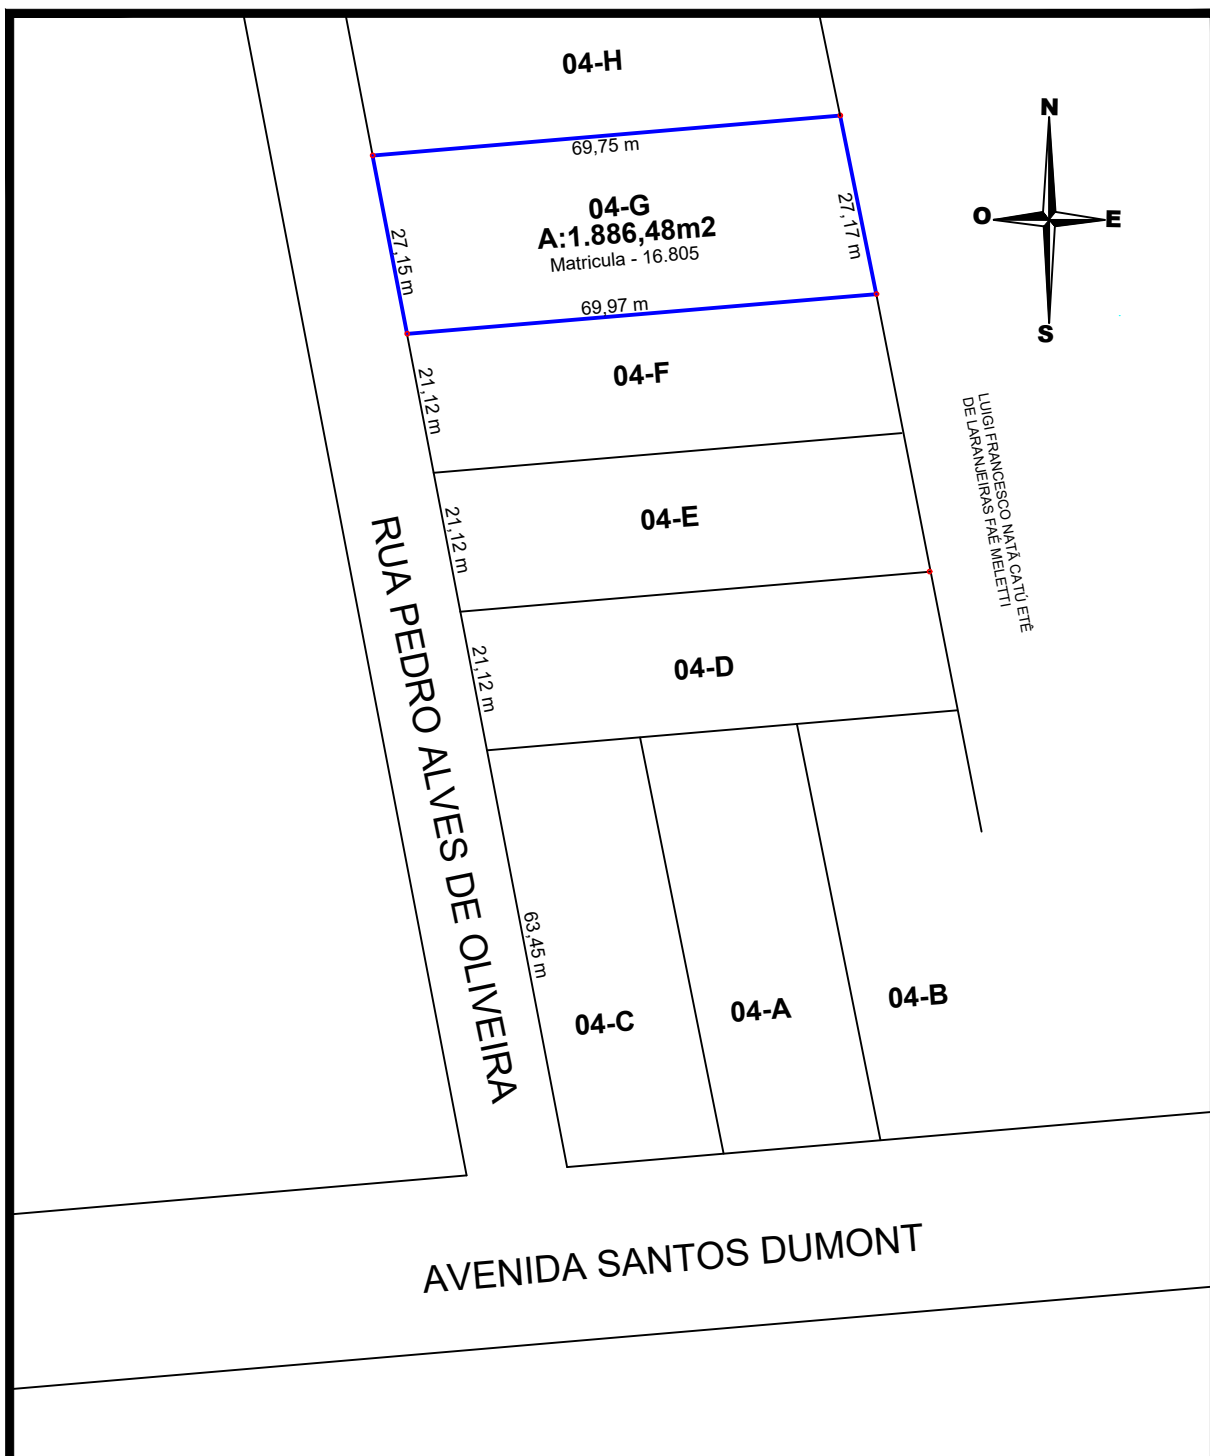 04-H
69,75 m
04-G
A:1.886,48m2
Matricula - 16.805
27,15 m
27,17 m
69,97 m
N
O
E
S
04-F
21,12 m
LUIGI FRANCESCO NATÃ CATÚ ETÊ
DE LARANJEIRAS FAÉ MELETTI
04-E
21,12 m
RUA PEDRO ALVES DE OLIVEIRA
04-D
21,12 m
63,45 m
04-C
04-A
04-B
AVENIDA SANTOS DUMONT